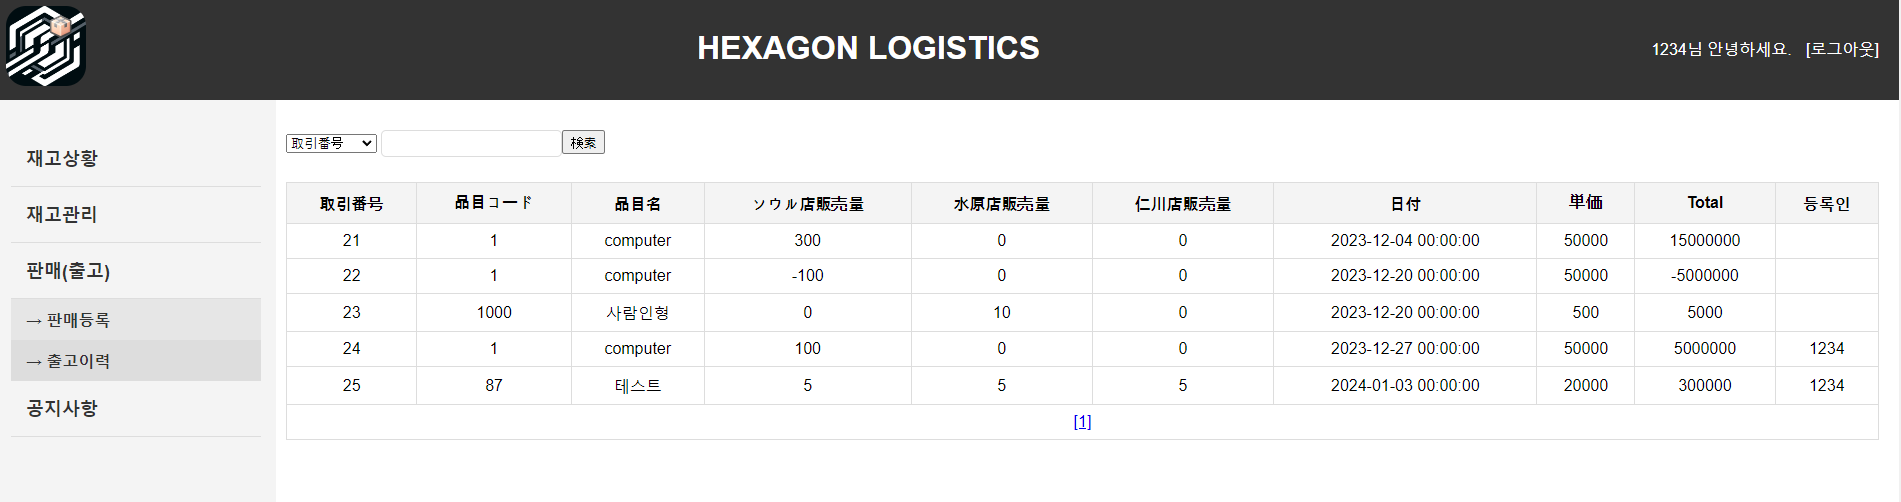 HEXAGON LOGISTICS
1234님 안녕하세요. [로그아웃]
재고상황
재고관리
판매(출고)
→ 판매등록
→ 출고이력
공지사항
取引番号 検索
取引番号 品目コード 品目名 ソウル店販売量 水原店販売量 仁川店販売量 日付 単価 Total 등록인
21 1 computer 300 0 0 2023-12-04 00:00:00 50000 15000000
22 1 computer -100 0 0 2023-12-20 00:00:00 50000 -5000000
23 1000 사람인형 0 10 0 2023-12-20 00:00:00 500 5000
24 1 computer 100 0 0 2023-12-27 00:00:00 50000 5000000 1234
25 87 테스트 5 5 5 2024-01-03 00:00:00 20000 300000 1234
[1]